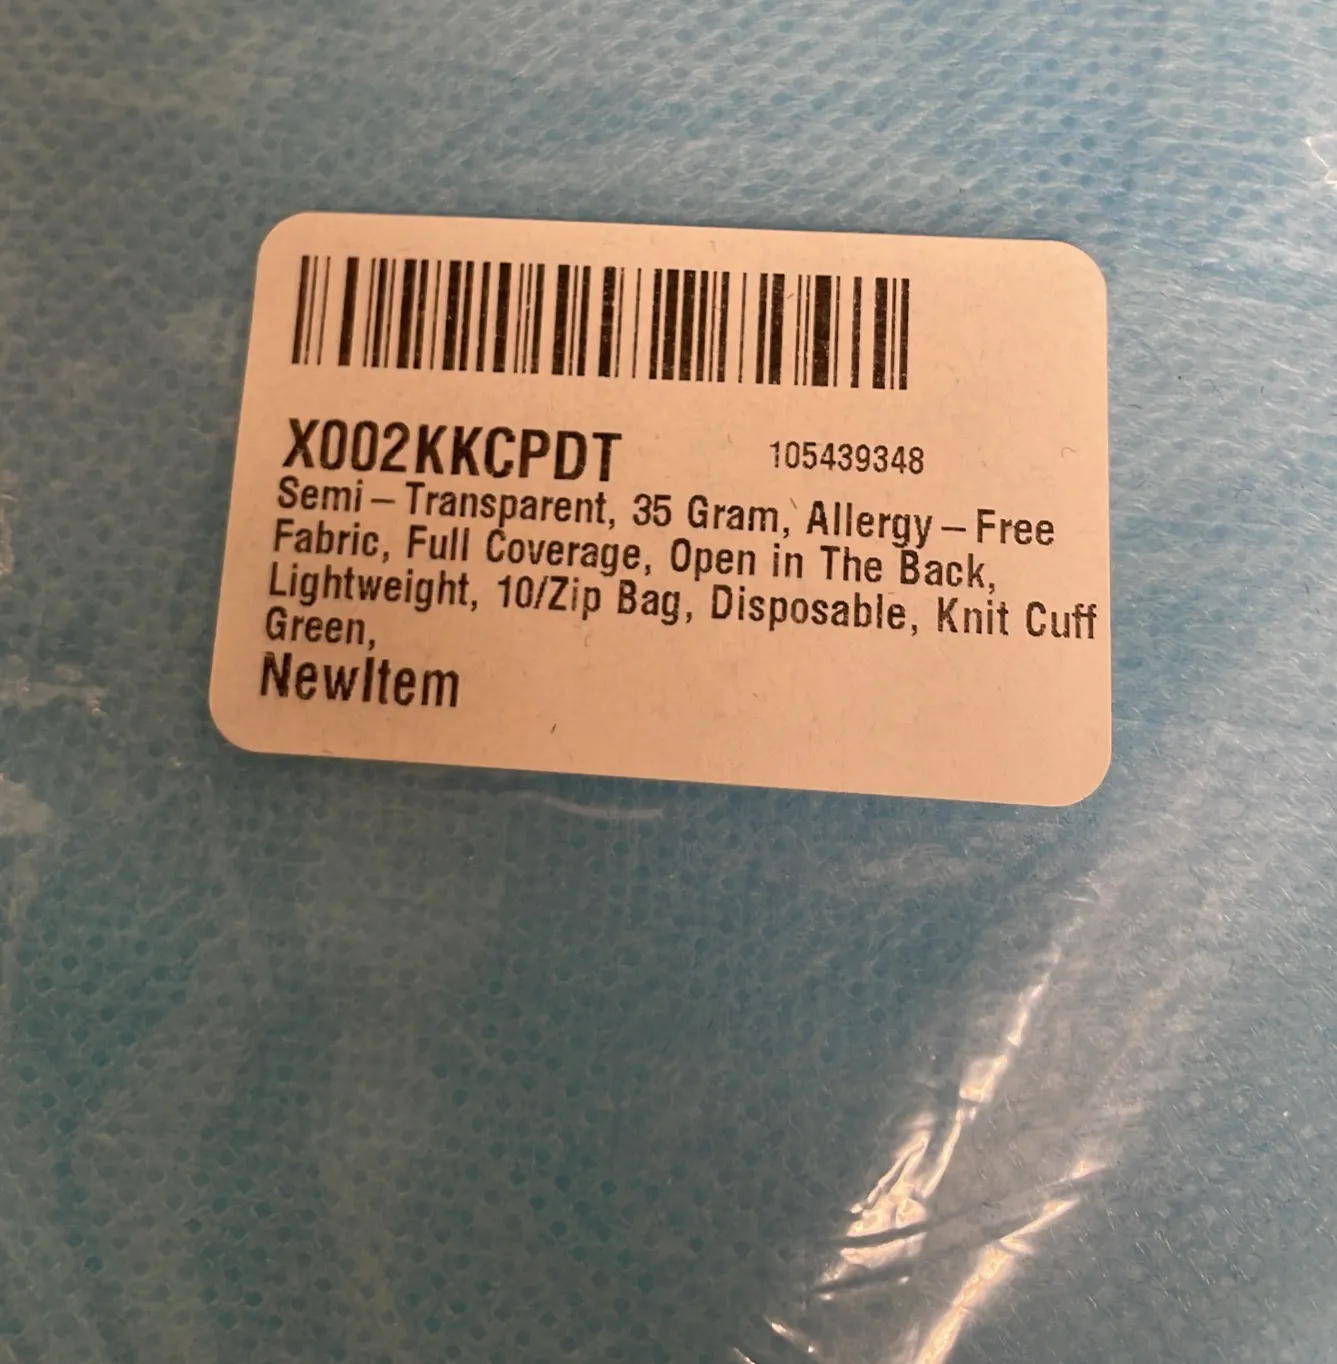 X002KKCPDT 105439348
Semi – Transparent, 35 Gram, Allergy – Free
Fabric, Full Coverage, Open in The Back,
Lightweight, 10/Zip Bag, Disposable, Knit Cuff
Green,
NewItem